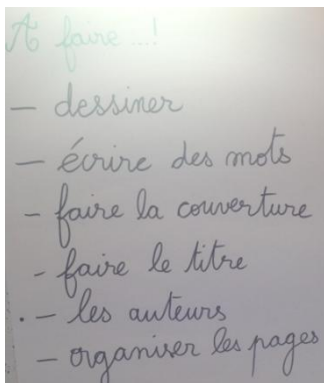 A faire ...!
- dessiner
- écrire des mots
- faire la couverture
- faire le titre
. - les auteurs
- organiser les pages